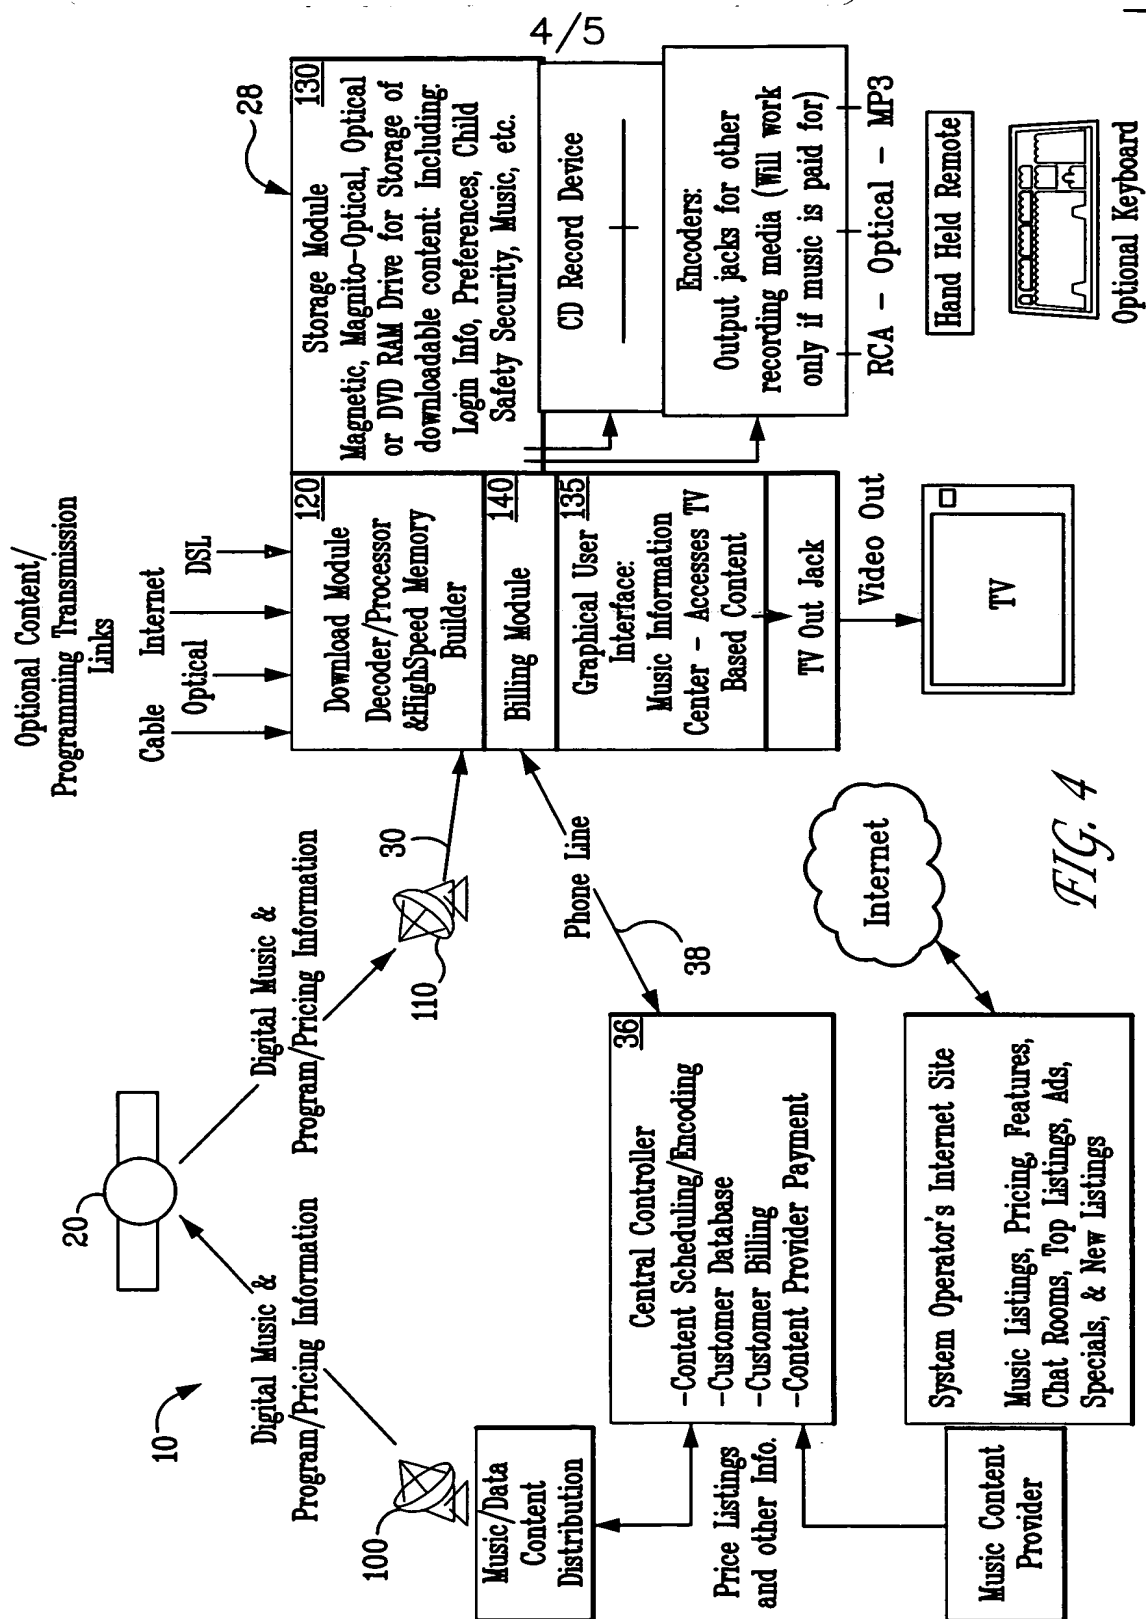 4/5
Optional Content/
Programming Transmission
Links
Cable
Optical
Internet
DSL
28
130
Storage Module
Magnetic, Magnito-Optical, Optical
or DVD RAM Drive for Storage of
downloadable content: Including:
Login Info, Preferences, Child
Safety Security, Music, etc.
CD Record Device
Encoders:
Output jacks for other
recording media (Will work
only if music is paid for)
RCA - Optical - MP3
Hand Held Remote
Optional Keyboard
120
Download Module
Decoder/Processor
&HighSpeed Memory
Builder
140
Billing Module
135
Graphical User
Interface:
Music Information
Center - Accesses TV
Based Content
TV Out Jack
Video Out
TV
20
10
Digital Music &
Program/Pricing Information
Digital Music &
Program/Pricing Information
100
110
30
Phone Line
38
Music/Data
Content
Distribution
Price Listings
and other Info.
36
Central Controller
-Content Scheduling/Encoding
-Customer Database
-Customer Billing
-Content Provider Payment
Music Content
Provider
System Operator's Internet Site
Music Listings, Pricing, Features,
Chat Rooms, Top Listings, Ads,
Specials, & New Listings
Internet
FIG. 4